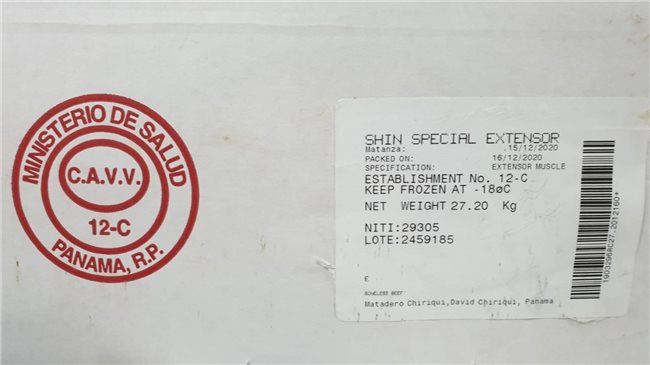 MINISTERIO DE SALUD
C.A.V.V.
12-C
PANAMA, R.P.
SHIN SPECIAL EXTENSOR
Matanza: .15/12/2020
PACKED ON: 16/12/2020
SPECIFICATION: EXTENSOR MUSCLE
ESTABLISHMENT No. 12-C
KEEP FROZEN AT -18øC
NET WEIGHT 27.20 Kg
NITI:29305
LOTE:2459185
E
BONELESS BEEF
Matadero Chiriqui,David Chiriqui, Panama